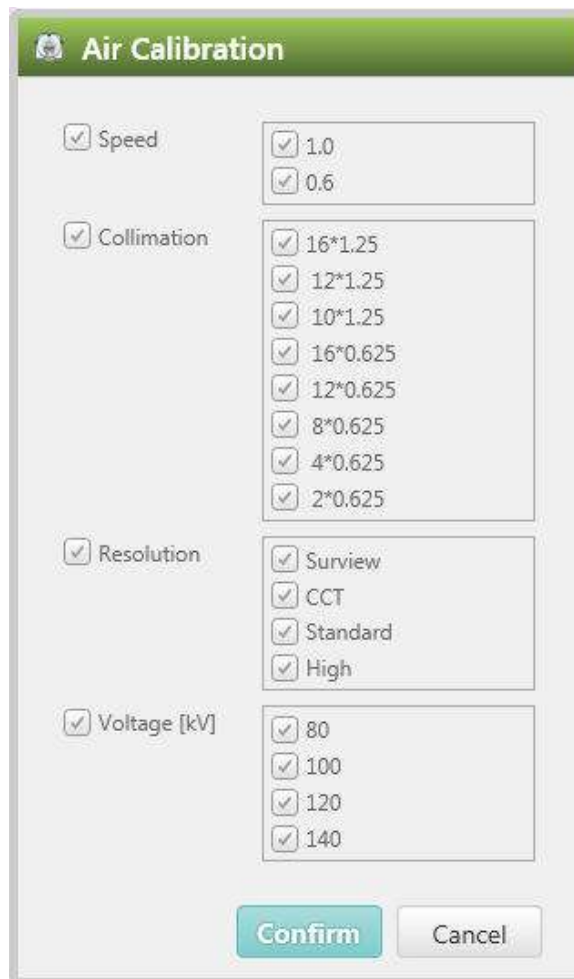 Air Calibration
Speed
1.0
0.6
Collimation
16*1.25
12*1.25
10*1.25
16*0.625
12*0.625
8*0.625
4*0.625
2*0.625
Resolution
Surview
CCT
Standard
High
Voltage [kV]
80
100
120
140
Confirm
Cancel